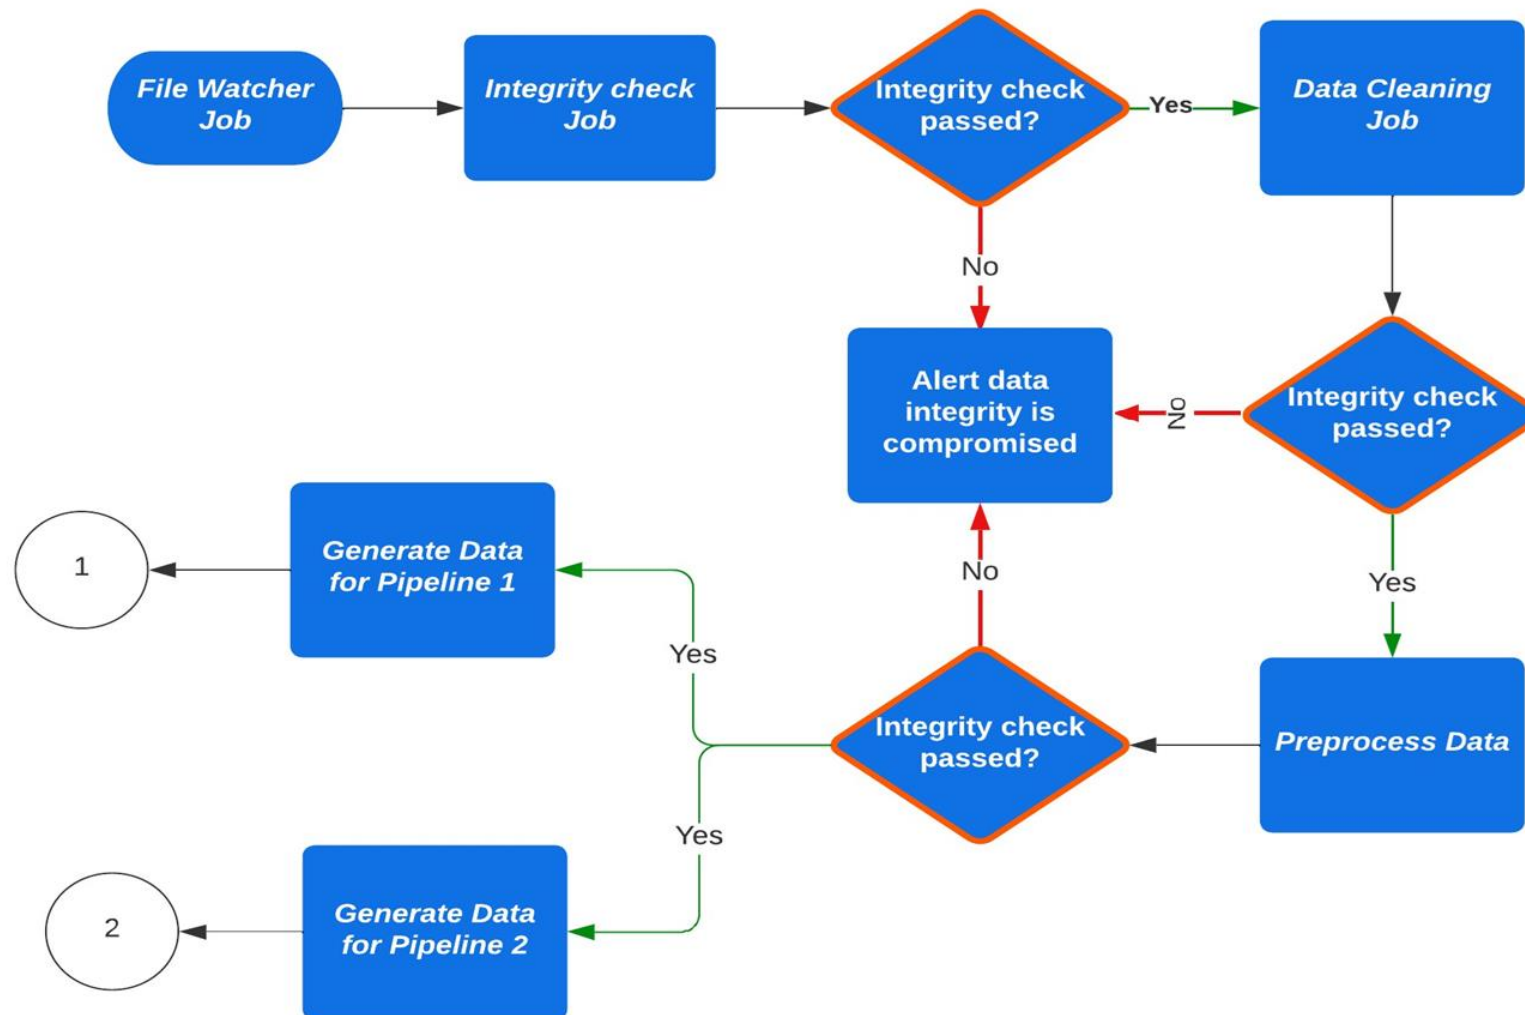 File Watcher
Job
Integrity check
Job
Integrity check
passed?
Yes
Data Cleaning
Job
No
Alert data
integrity is
compromised
No
Integrity check
passed?
Yes
Preprocess Data
Integrity check
passed?
No
Yes
Generate Data
for Pipeline 1
1
Yes
Generate Data
for Pipeline 2
2